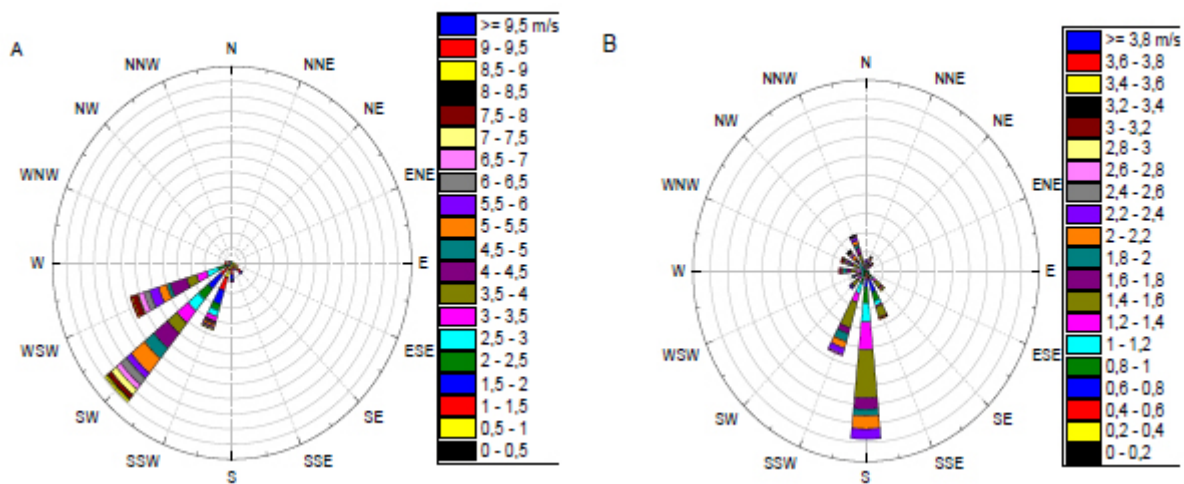 A
N
NNE
NE
ENE
E
ESE
SE
SSE
S
SSW
SW
WSW
W
WNW
NW
NNW
>= 9,5 m/s
9 - 9,5
8,5 - 9
8 - 8,5
7,5 - 8
7 - 7,5
6,5 - 7
6 - 6,5
5,5 - 6
5 - 5,5
4,5 - 5
4 - 4,5
3,5 - 4
3 - 3,5
2,5 - 3
2 - 2,5
1,5 - 2
1 - 1,5
0,5 - 1
0 - 0,5
B
N
NNE
NE
ENE
E
ESE
SE
SSE
S
SSW
SW
WSW
W
WNW
NW
NNW
>= 3,8 m/s
3,6 - 3,8
3,4 - 3,6
3,2 - 3,4
3 - 3,2
2,8 - 3
2,6 - 2,8
2,4 - 2,6
2,2 - 2,4
2 - 2,2
1,8 - 2
1,6 - 1,8
1,4 - 1,6
1,2 - 1,4
1 - 1,2
0,8 - 1
0,6 - 0,8
0,4 - 0,6
0,2 - 0,4
0 - 0,2